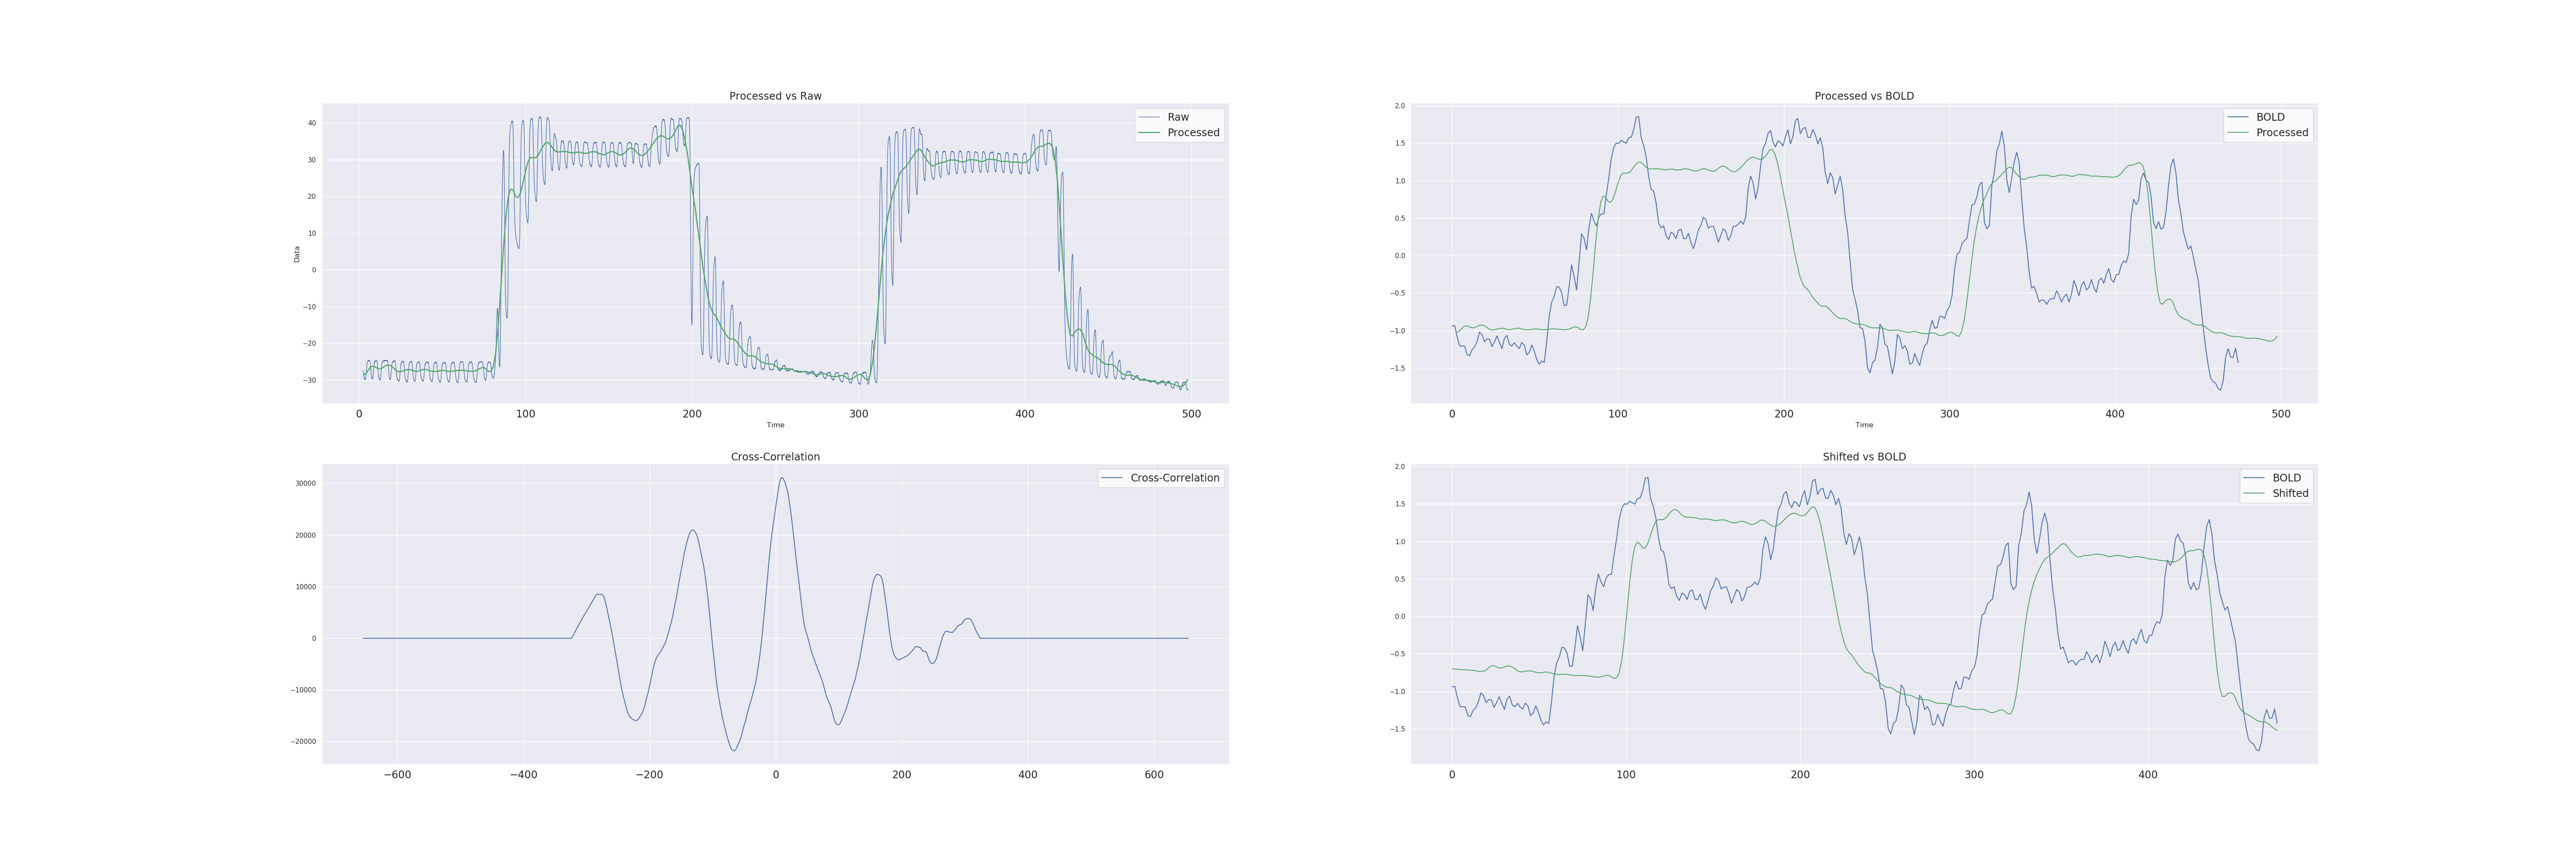 Processed vs Raw
Raw
Processed
Data
40
30
20
10
0
−10
−20
−30
0 100 200 300 400 500
Time
Processed vs BOLD
BOLD
Processed
2.0
1.5
1.0
0.5
0.0
−0.5
−1.0
−1.5
0 100 200 300 400 500
Time
Cross-Correlation
Cross-Correlation
30000
20000
10000
0
−10000
−20000
−600 −400 −200 0 200 400 600
Shifted vs BOLD
BOLD
Shifted
2.0
1.5
1.0
0.5
0.0
−0.5
−1.0
−1.5
0 100 200 300 400